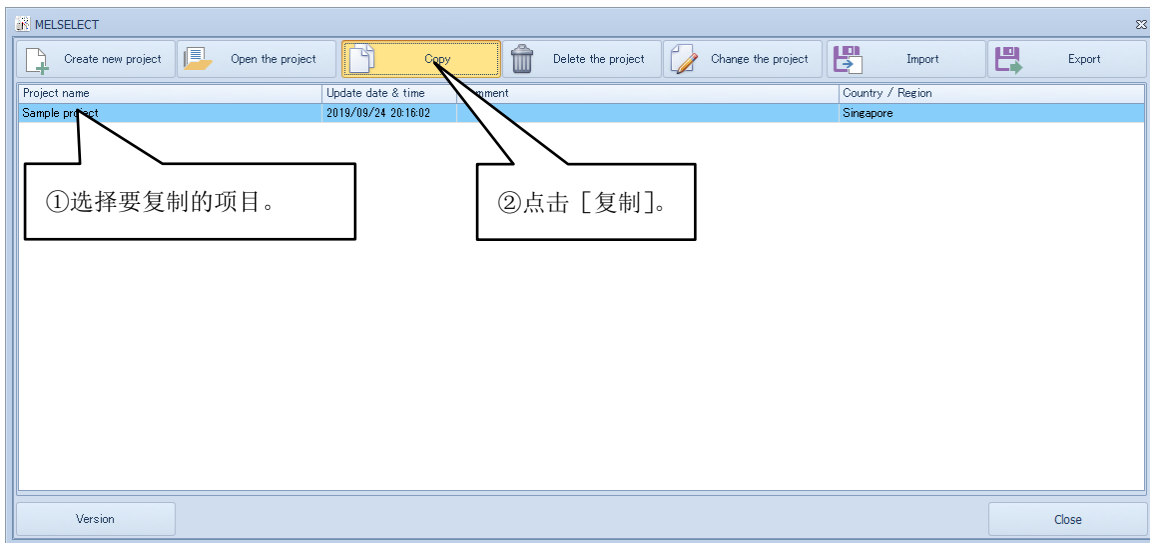 MELSELECT
Create new project Open the project Copy Delete the project Change the project Import Export
Project name Update date & time Comment Country / Region
Sample project 2019/09/24 20:16:02 Singapore
①选择要复制的项目。 ②点击［复制］。
Version Close